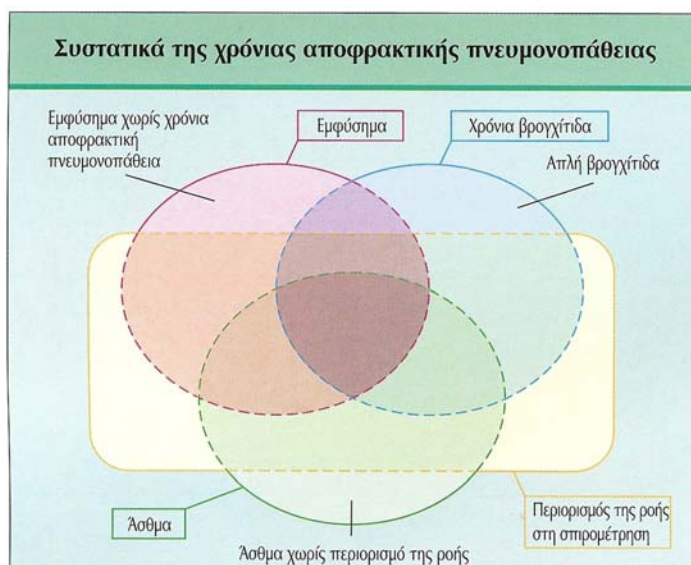 Συστατικά της χρόνιας αποφρακτικής πνευμονοπάθειας
Εμφύσημα χωρίς χρόνια
αποφρακτική
πνευμονοπάθεια
Εμφύσημα
Χρόνια βρογχίτιδα
Απλή βρογχίτιδα
Άσθμα
Άσθμα χωρίς περιορισμό της ροής
Περιορισμός της ροής
στη σπιρομέτρηση